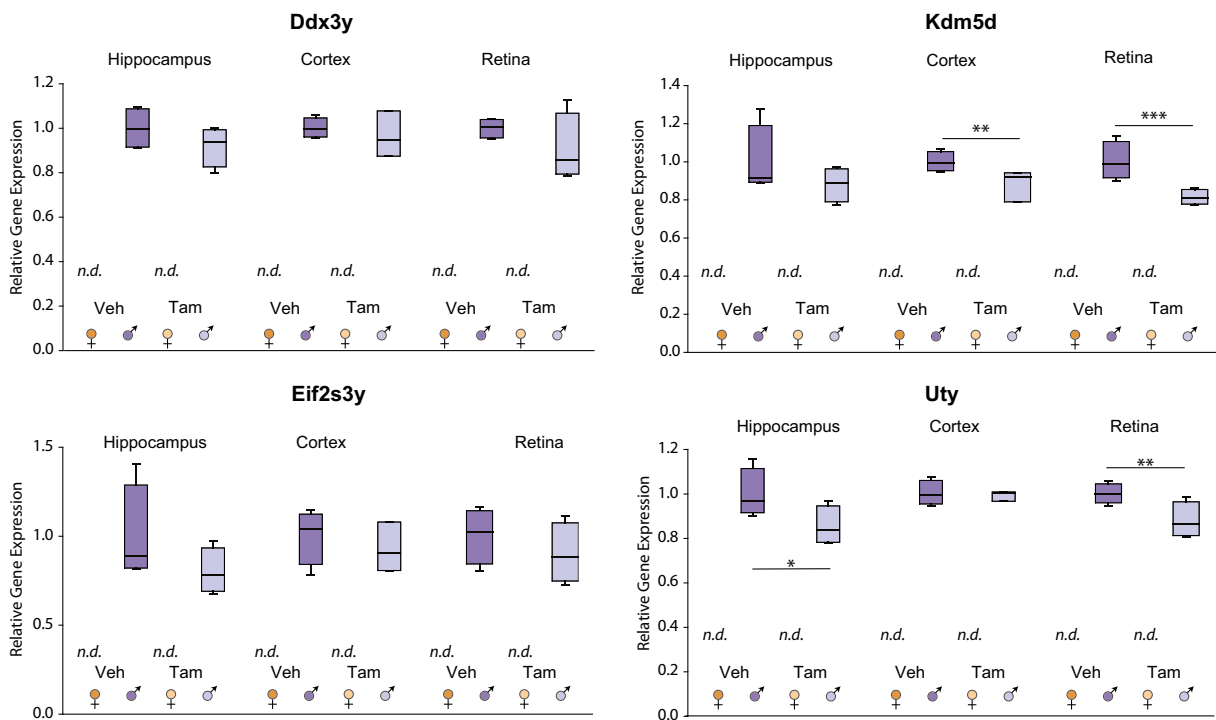 Ddx3y
Hippocampus Cortex Retina
Relative Gene Expression
1.2
1.0
0.8
0.6
0.4
0.2
0.0
n.d. n.d. n.d. n.d. n.d. n.d.
Veh Tam Veh Tam Veh Tam
♀ ♂ ♀ ♂ ♀ ♂ ♀ ♂ ♀ ♂ ♀ ♂
Kdm5d
Hippocampus Cortex Retina
Relative Gene Expression
1.4
1.2
1.0
0.8
0.6
0.4
0.2
0.0
** ***
n.d. n.d. n.d. n.d. n.d. n.d.
Veh Tam Veh Tam Veh Tam
♀ ♂ ♀ ♂ ♀ ♂ ♀ ♂ ♀ ♂ ♀ ♂
Eif2s3y
Hippocampus Cortex Retina
Relative Gene Expression
1.5
1.0
0.5
0.0
n.d. n.d. n.d. n.d. n.d. n.d.
Veh Tam Veh Tam Veh Tam
♀ ♂ ♀ ♂ ♀ ♂ ♀ ♂ ♀ ♂ ♀ ♂
Uty
Hippocampus Cortex Retina
Relative Gene Expression
1.2
1.0
0.8
0.6
0.4
0.2
0.0
**
*
n.d. n.d. n.d. n.d. n.d. n.d.
Veh Tam Veh Tam Veh Tam
♀ ♂ ♀ ♂ ♀ ♂ ♀ ♂ ♀ ♂ ♀ ♂